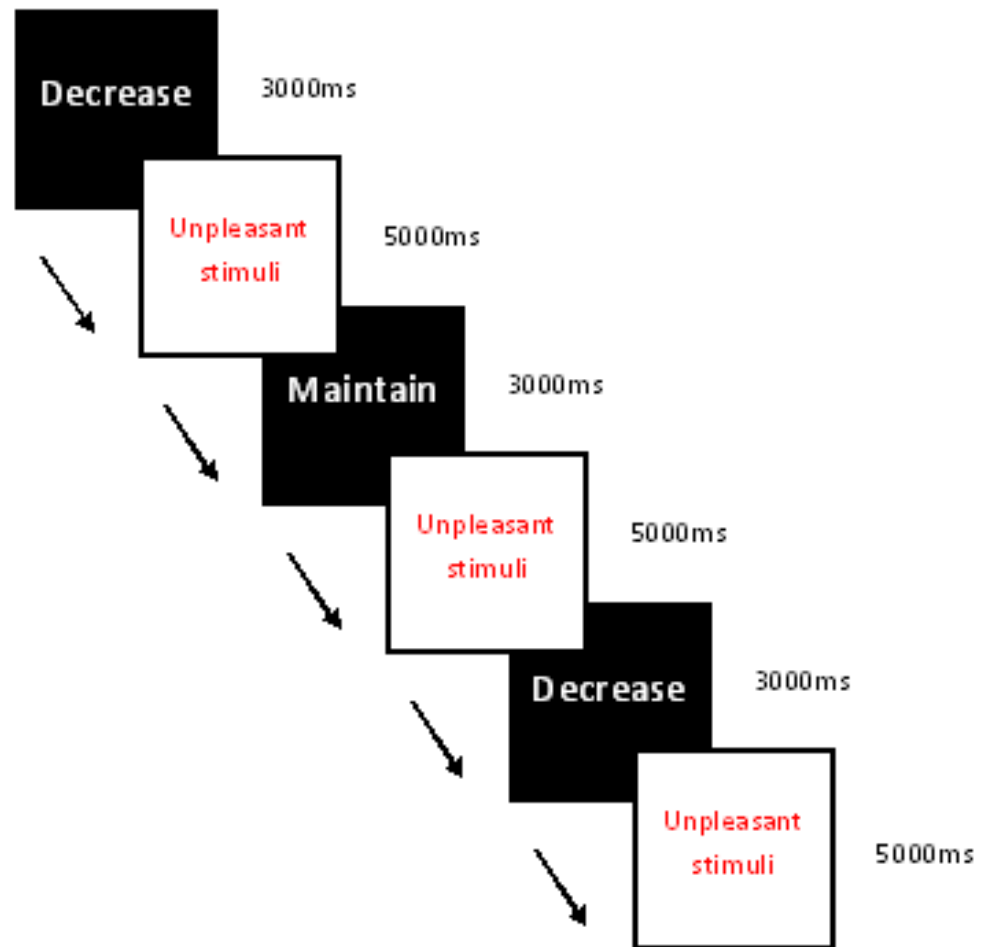 Decrease
3000ms
Unpleasant
stimuli
5000ms
Maintain
3000ms
Unpleasant
stimuli
5000ms
Decrease
3000ms
Unpleasant
stimuli
5000ms